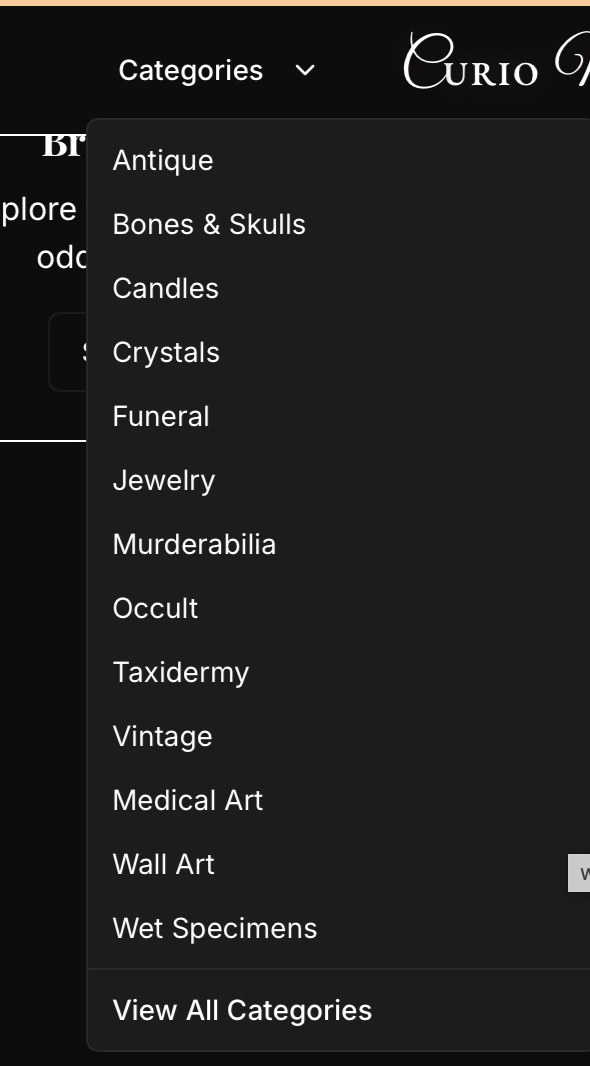 Categories
CURIO
Br
plore
Antique
Bones & Skulls
Candles
Crystals
Funeral
Jewelry
Murderabilia
Occult
Taxidermy
Vintage
Medical Art
Wall Art
Wet Specimens
View All Categories